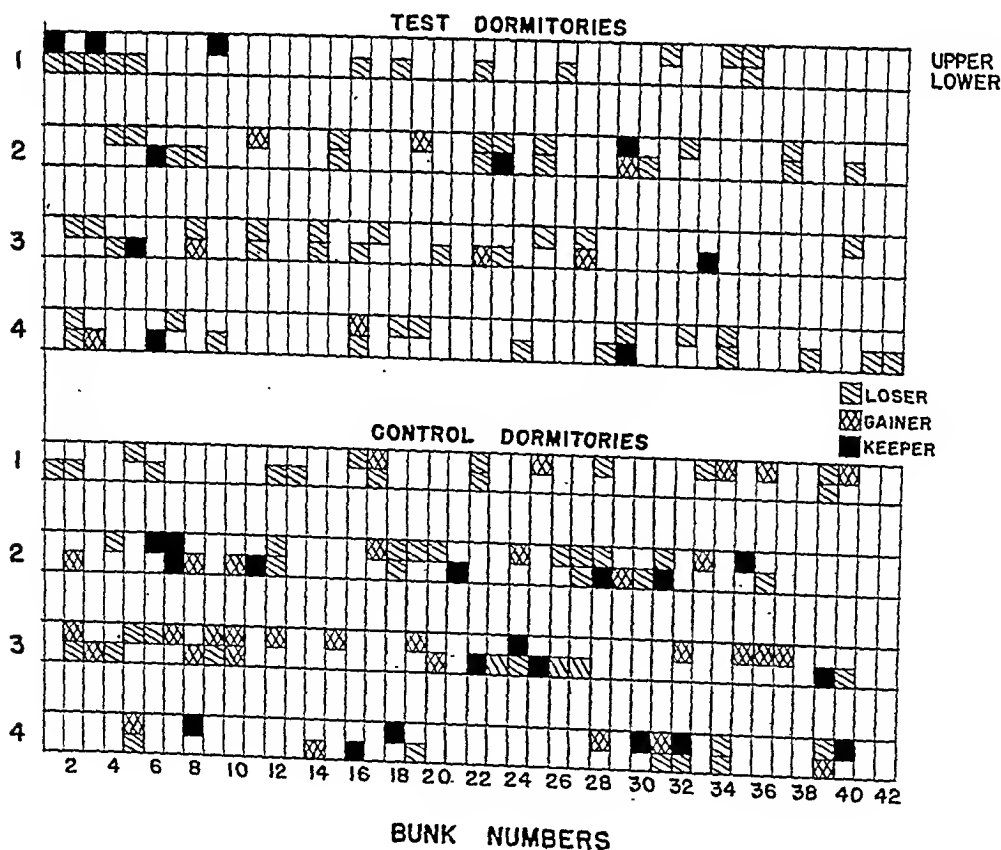 TEST DORMITORIES
1
UPPER
LOWER
2
3
4
LOSER
GAINER
KEEPER
CONTROL DORMITORIES
1
2
3
4
2 4 6 8 10 12 14 16 18 20 22 24 26 28 30 32 34 36 38 40 42
BUNK NUMBERS